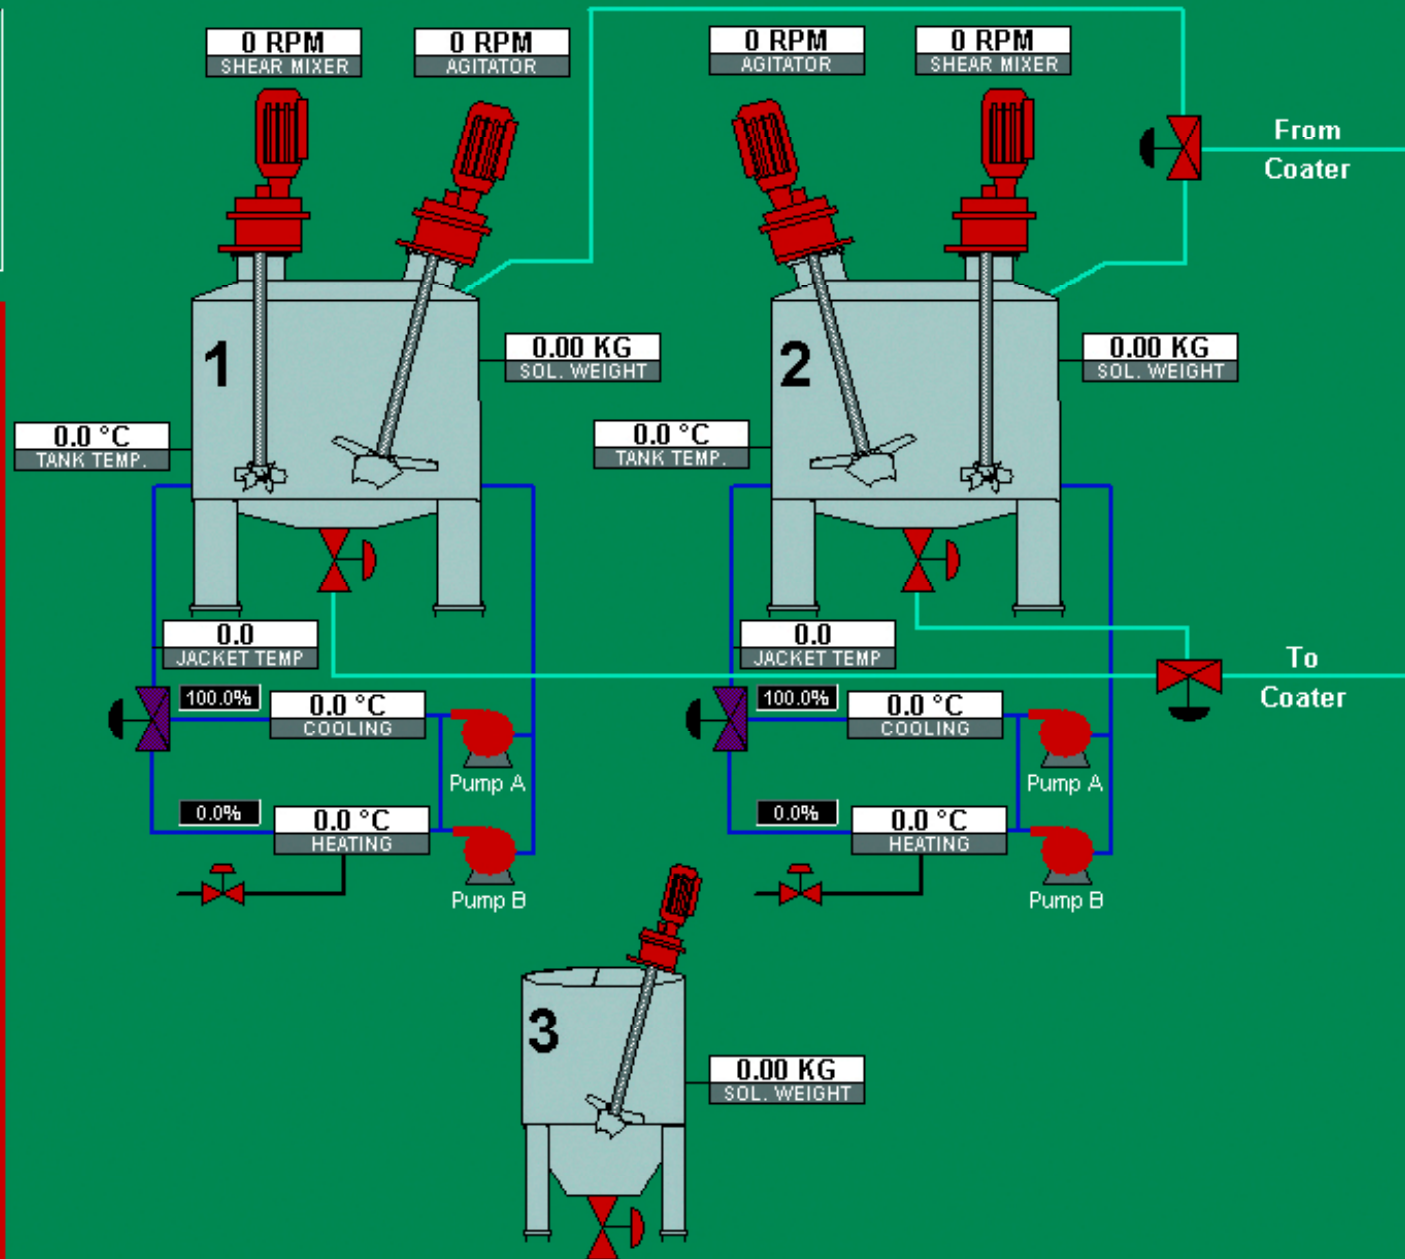 0 RPM
SHEAR MIXER
0 RPM
AGITATOR
0 RPM
AGITATOR
0 RPM
SHEAR MIXER
From
Coater
1
0.00 KG
SOL. WEIGHT
2
0.00 KG
SOL. WEIGHT
0.0 °C
TANK TEMP.
0.0 °C
TANK TEMP.
0.0
JACKET TEMP
0.0
JACKET TEMP
To
Coater
100.0%
0.0 °C
COOLING
Pump A
100.0%
0.0 °C
COOLING
Pump A
0.0%
0.0 °C
HEATING
Pump B
0.0%
0.0 °C
HEATING
Pump B
3
0.00 KG
SOL. WEIGHT